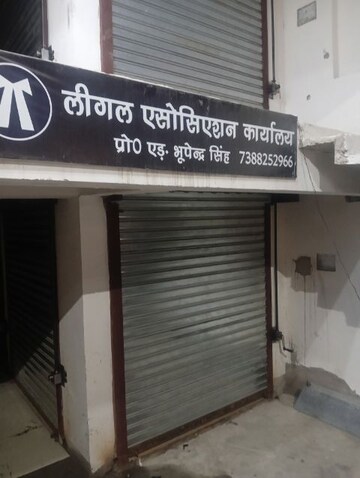 लीगल एसोसिएशन कार्यालय
प्रो0 एड़. भूपेन्द्र सिंह 7388252966